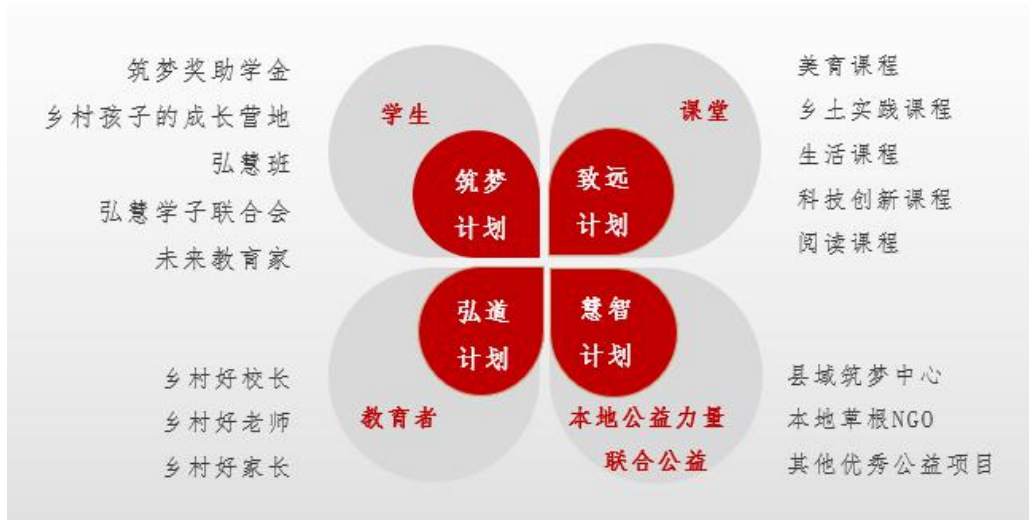 筑梦奖助学金
乡村孩子的成长营地
弘慧班
弘慧学子联合会
未来教育家
学生
筑梦
计划
课堂
致远
计划
美育课程
乡土实践课程
生活课程
科技创新课程
阅读课程
乡村好校长
乡村好老师
乡村好家长
弘道
计划
教育者
慧智
计划
本地公益力量
联合公益
县域筑梦中心
本地草根NGO
其他优秀公益项目